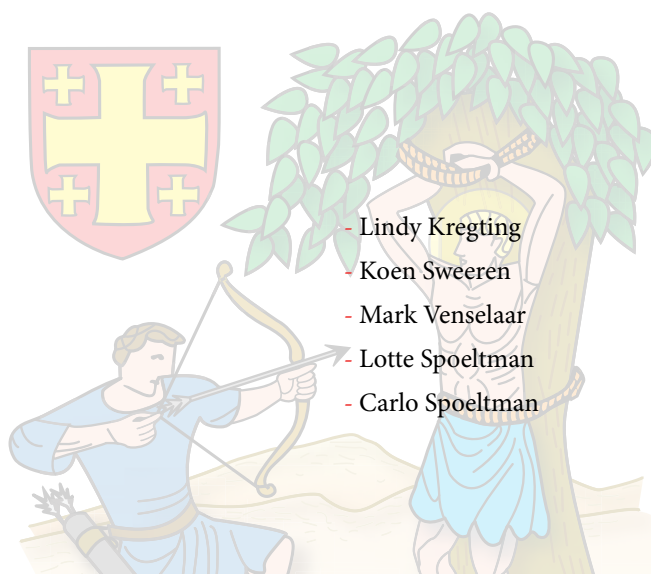 - Lindy Kregting
- Koen Sweeren
- Mark Venselaar
- Lotte Spoeltman
- Carlo Spoeltman